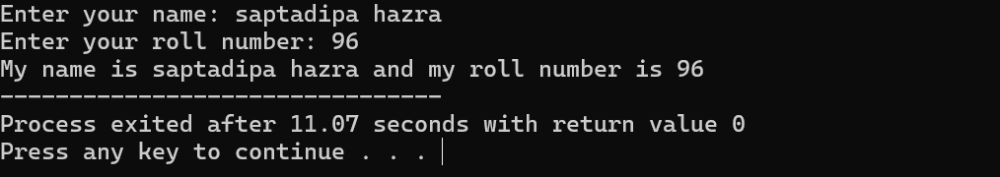 Enter your name: saptadipa hazra
Enter your roll number: 96
My name is saptadipa hazra and my roll number is 96
--------------------------------
Process exited after 11.07 seconds with return value 0
Press any key to continue . . .